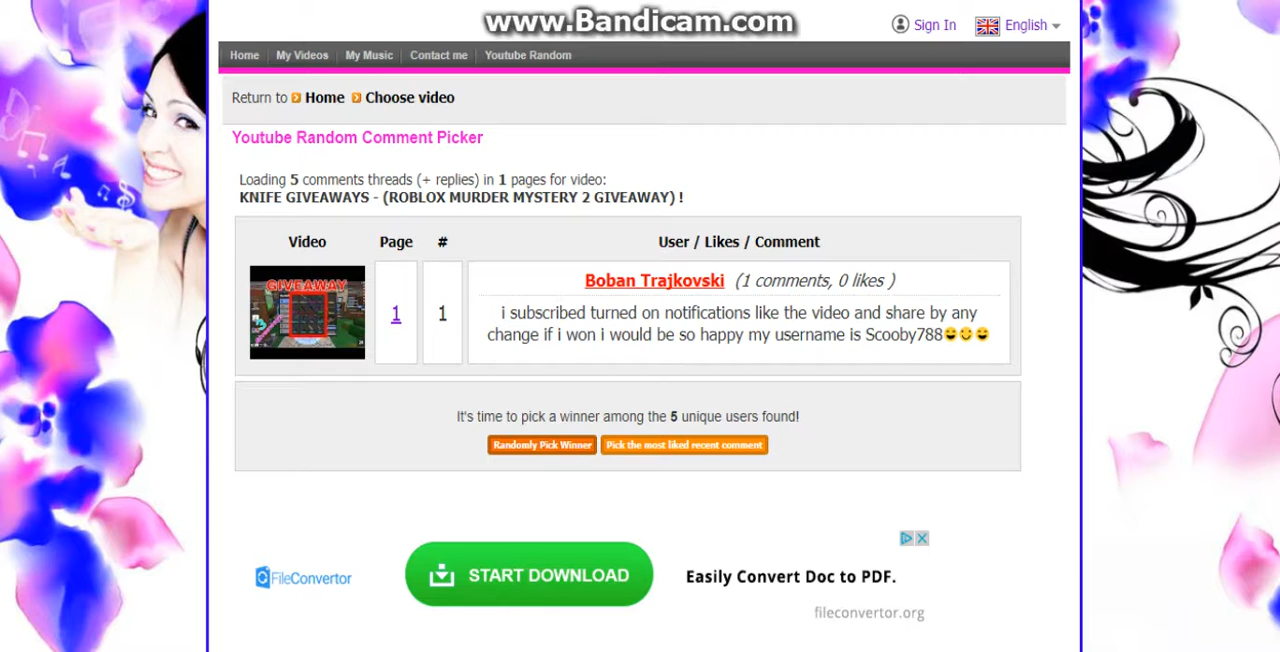 www.Bandicam.com
Sign In
English
Home
My Videos
My Music
Contact me
Youtube Random
Return to Home Choose video
Youtube Random Comment Picker
Loading 5 comments threads (+ replies) in 1 pages for video:
KNIFE GIVEAWAYS - (ROBLOX MURDER MYSTERY 2 GIVEAWAY) !
Video
Page
#
User / Likes / Comment
GIVEAWAY
1
1
Boban Trajkovski (1 comments, 0 likes )
i subscribed turned on notifications like the video and share by any
change if i won i would be so happy my username is Scooby788😄😊😄
It's time to pick a winner among the 5 unique users found!
Randomly Pick Winner
Pick the most liked recent comment
FileConvertor
START DOWNLOAD
Easily Convert Doc to PDF.
fileconvertor.org